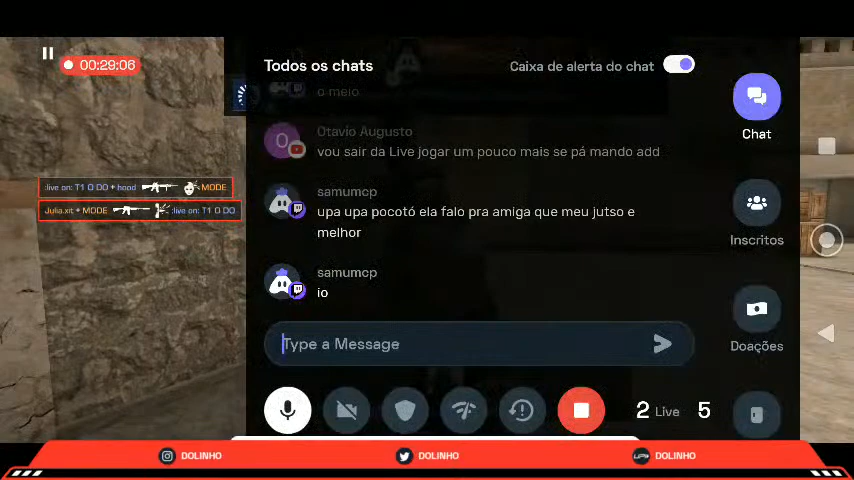 00:29:06
Todos os chats
Caixa de alerta do chat
o meio
Chat
Otavio Augusto
O
vou sair da Live jogar um pouco mais se pá mando add
:live on: T1 O DO + hood MODE
Julia.xit + MODE :live on: T1 O DO
samumcp
upa upa pocotó ela falo pra amiga que meu jutso e
melhor
Inscritos
samumcp
io
Type a Message
Doações
2 Live 5
DOLINHO
DOLINHO
UP!
DOLINHO